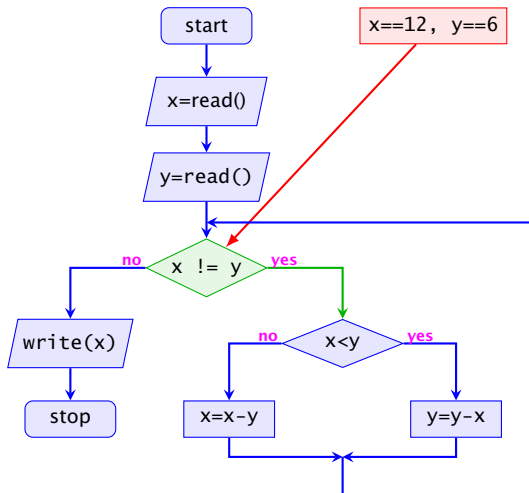 start
x==12, y==6
x=read()
y=read()
x != y
no
yes
write(x)
x<y
no
yes
stop
x=x-y
y=y-x